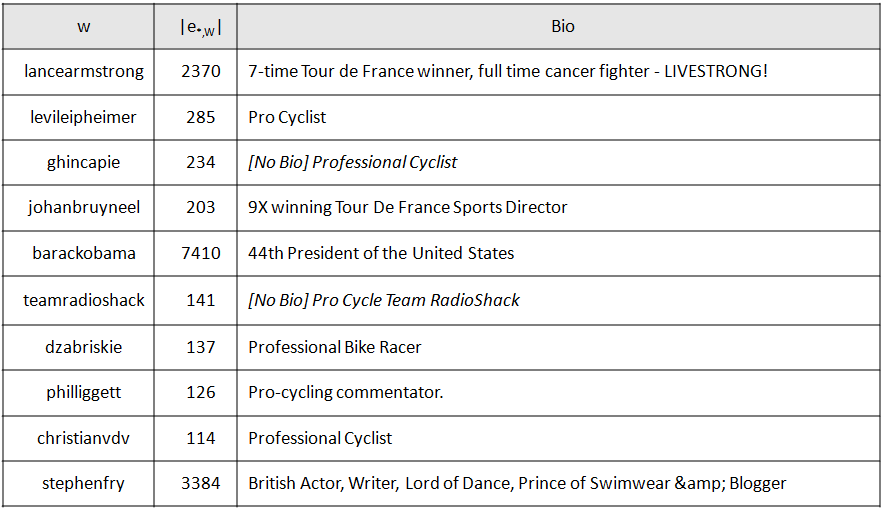 w |e•,w| Bio
lancearmstrong 2370 7-time Tour de France winner, full time cancer fighter - LIVESTRONG!
levileipheimer 285 Pro Cyclist
ghincapie 234 [No Bio] Professional Cyclist
johanbruyneel 203 9X winning Tour De France Sports Director
barackobama 7410 44th President of the United States
teamradioshack 141 [No Bio] Pro Cycle Team RadioShack
dzabriskie 137 Professional Bike Racer
philliggett 126 Pro-cycling commentator.
christianvdv 114 Professional Cyclist
stephenfry 3384 British Actor, Writer, Lord of Dance, Prince of Swimwear &amp; Blogger